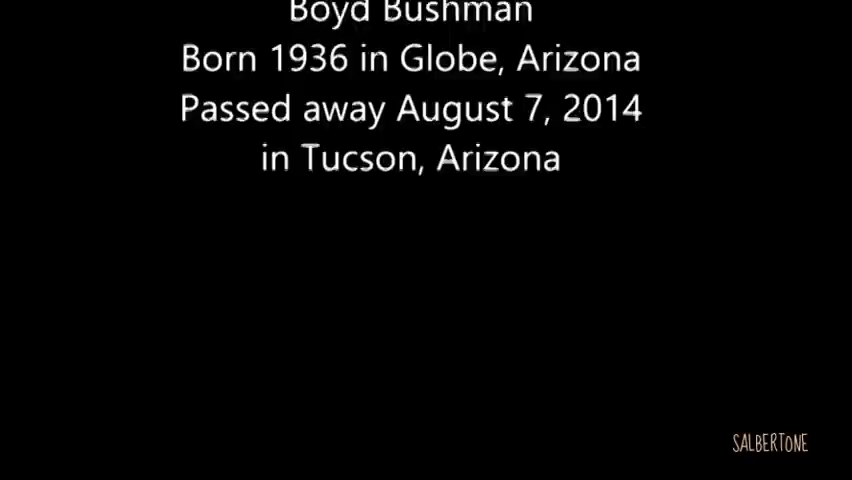 Boyd Bushman
Born 1936 in Globe, Arizona
Passed away August 7, 2014
in Tucson, Arizona
SALBERTONE